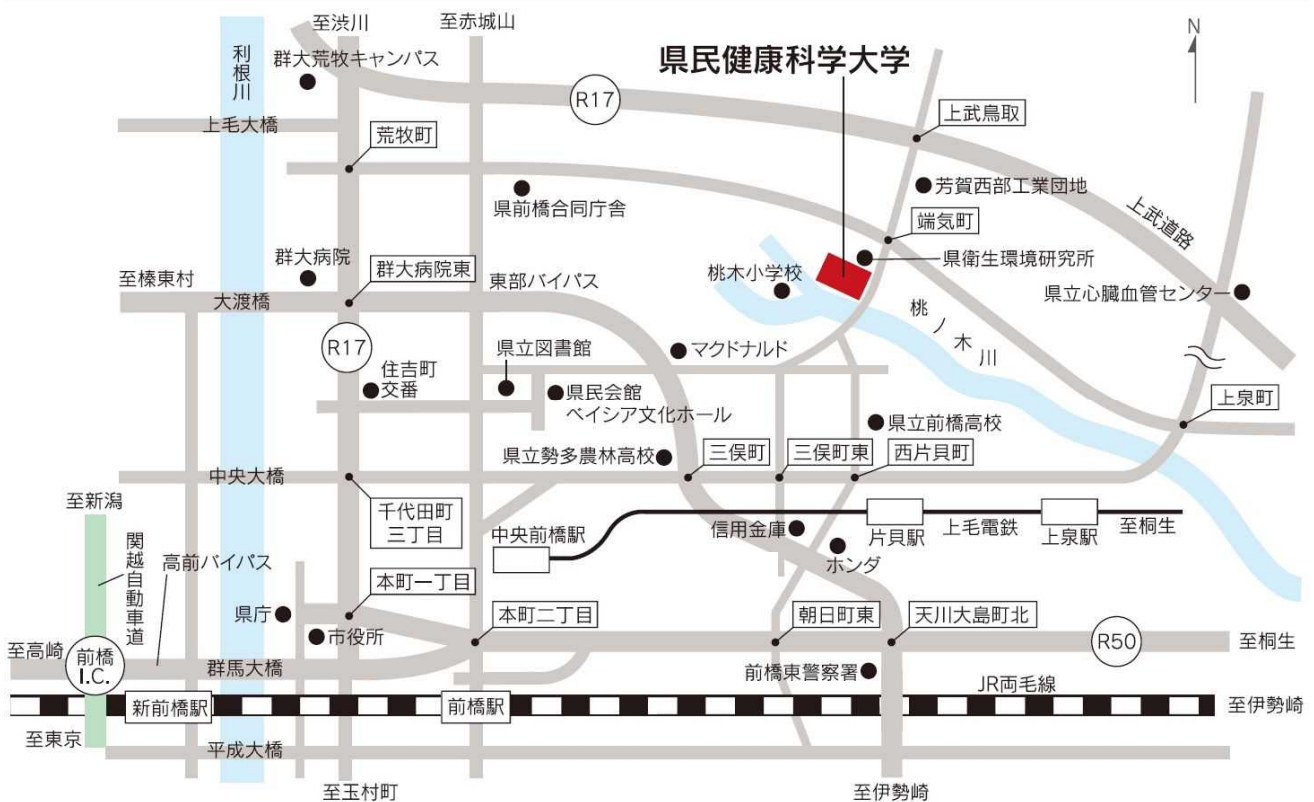 至渋川
至赤城山
N
利根川
群大荒牧キャンパス
県民健康科学大学
R17
上毛大橋
荒牧町
上武鳥取
県前橋合同庁舎
芳賀西部工業団地
上武道路
端気町
群大病院
群大病院東
至榛東村
大渡橋
東部バイパス
桃木小学校
県衛生環境研究所
県立心臓血管センター
桃ノ木川
R17
住吉町
交番
県立図書館
マクドナルド
県民会館
ベイシア文化ホール
県立前橋高校
上泉町
県立勢多農林高校
三俣町
三俣町東
西片貝町
中央大橋
至新潟
千代田町
三丁目
中央前橋駅
信用金庫
片貝駅
上毛電鉄
上泉駅
至桐生
ホンダ
関越自動車道
高前バイパス
本町一丁目
県庁
市役所
本町二丁目
朝日町東
天川大島町北
R50
至桐生
至高崎
前橋
I.C.
群馬大橋
前橋東警察署
JR両毛線
新前橋駅
前橋駅
至伊勢崎
至東京
平成大橋
至玉村町
至伊勢崎